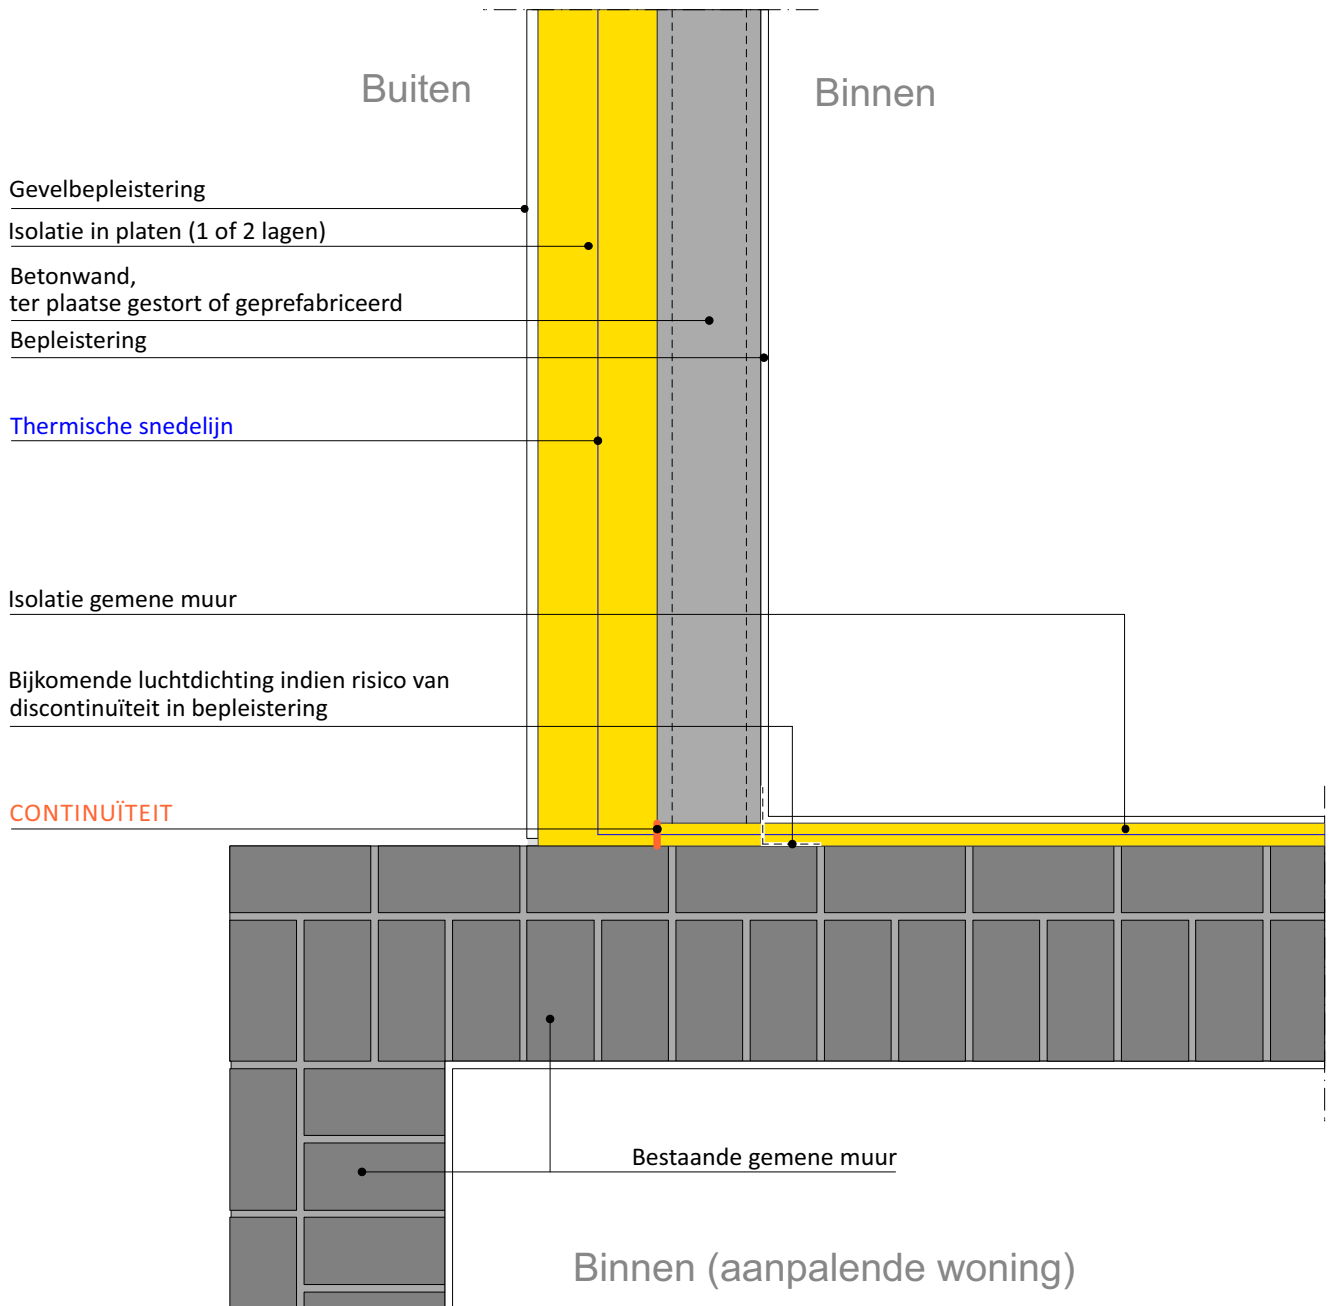 Buiten
Binnen
Gevelbepleistering
Isolatie in platen (1 of 2 lagen)
Betonwand,
ter plaatse gestort of geprefabriceerd
Bepleistering
Thermische snedelijn
Isolatie gemene muur
Bijkomende luchtdichting indien risico van
discontinuïteit in bepleistering
CONTINUÏTEIT
Bestaande gemene muur
Binnen (aanpalende woning)